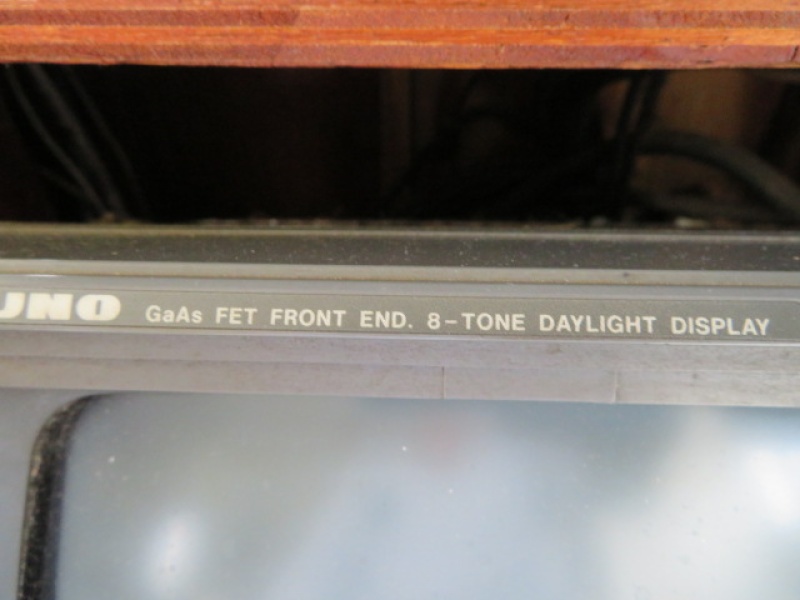 UNO GaAs FET FRONT END. 8-TONE DAYLIGHT DISPLAY